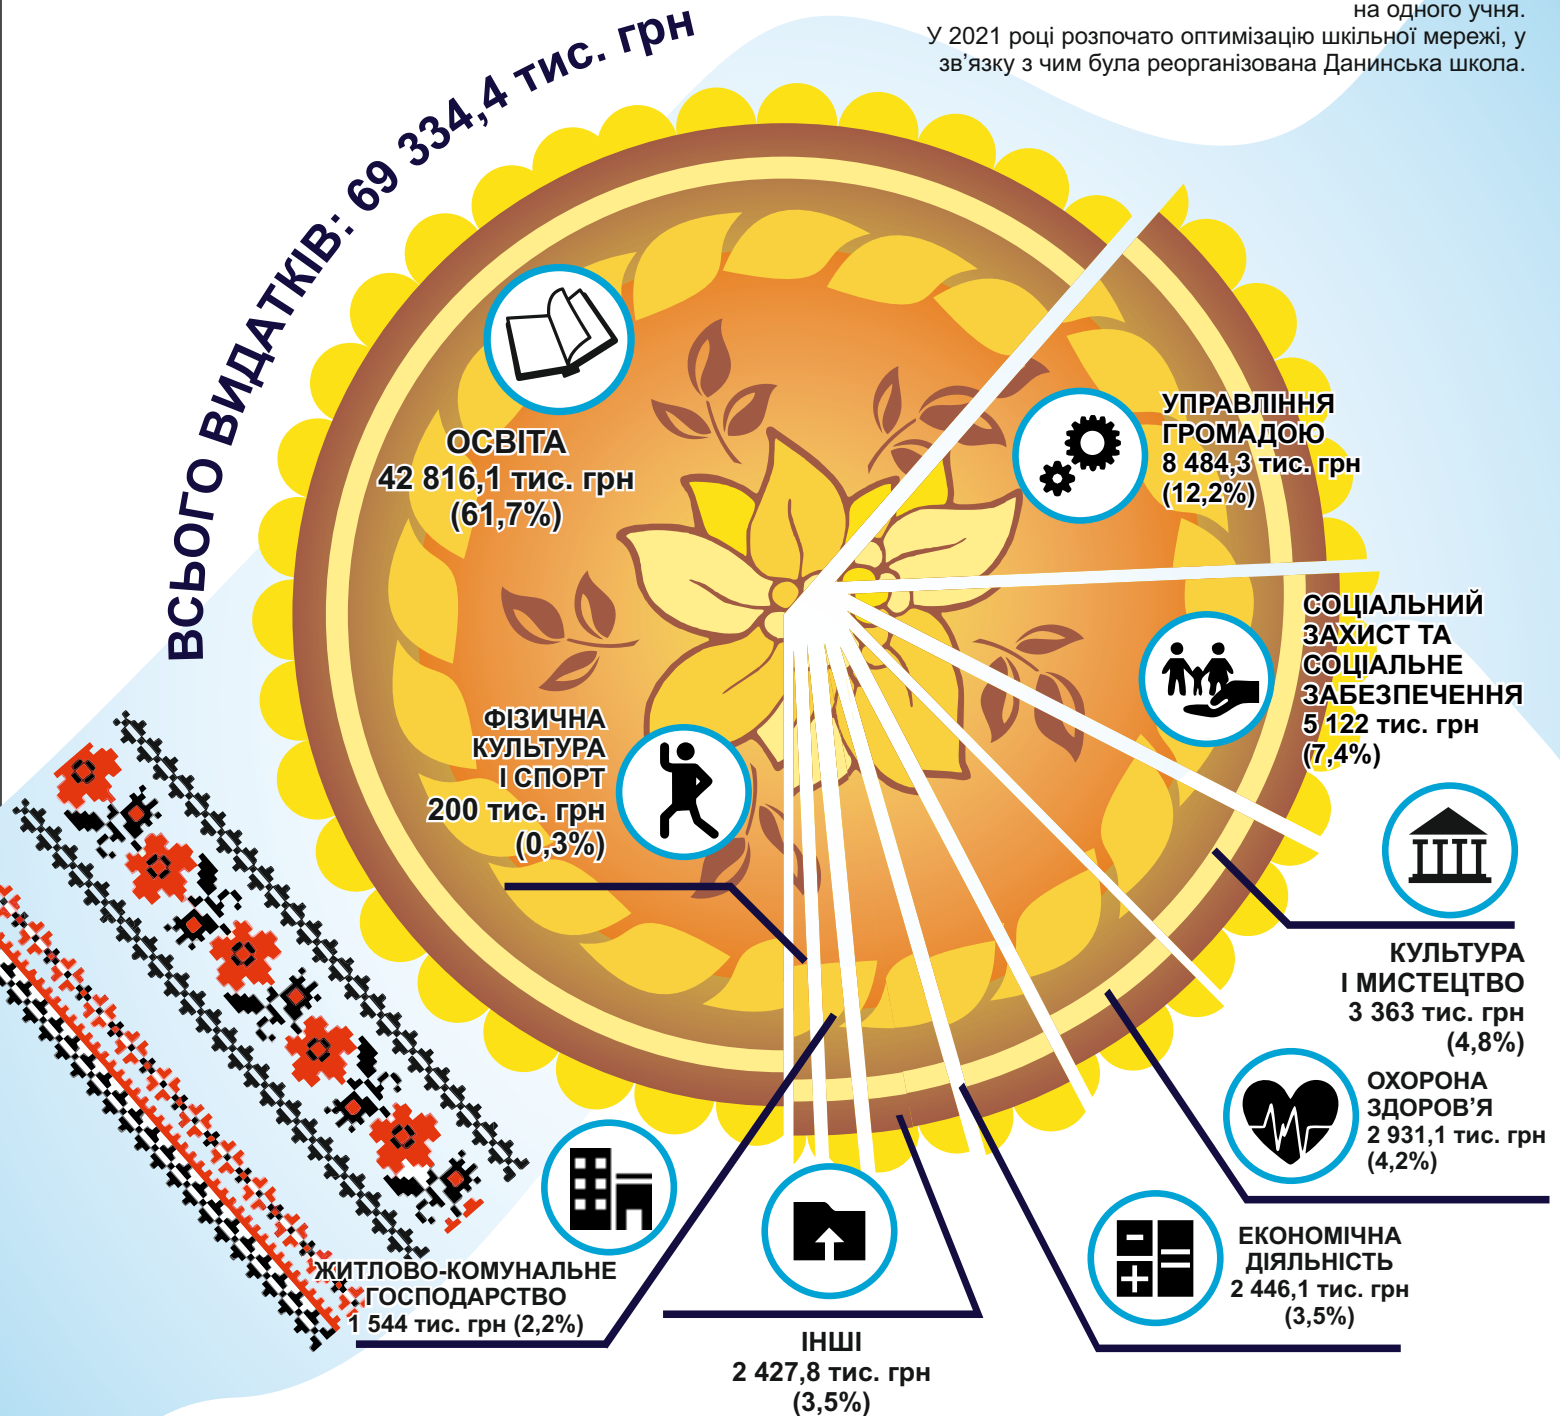 на одного учня.
У 2021 році розпочато оптимізацію шкільної мережі, у
зв’язку з чим була реорганізована Данинська школа.
ВСЬОГО ВИДАТКІВ: 69 334,4 тис. грн
ОСВІТА
42 816,1 тис. грн
(61,7%)
УПРАВЛІННЯ
ГРОМАДОЮ
8 484,3 тис. грн
(12,2%)
СОЦІАЛЬНИЙ
ЗАХИСТ ТА
СОЦІАЛЬНЕ
ЗАБЕЗПЕЧЕННЯ
5 122 тис. грн
(7,4%)
ФІЗИЧНА
КУЛЬТУРА
І СПОРТ
200 тис. грн
(0,3%)
КУЛЬТУРА
І МИСТЕЦТВО
3 363 тис. грн
(4,8%)
ОХОРОНА
ЗДОРОВ’Я
2 931,1 тис. грн
(4,2%)
ЕКОНОМІЧНА
ДІЯЛЬНІСТЬ
2 446,1 тис. грн
(3,5%)
ЖИТЛОВО-КОМУНАЛЬНЕ
ГОСПОДАРСТВО
1 544 тис. грн (2,2%)
ІНШІ
2 427,8 тис. грн
(3,5%)